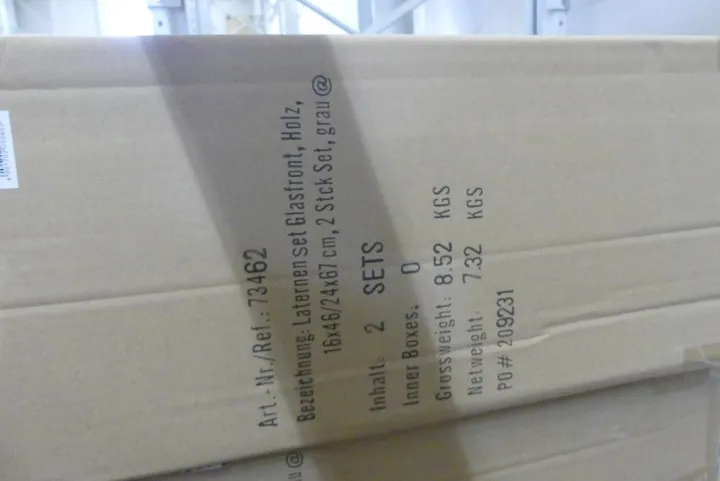 Art.-Nr./Ref.: 73462
Bezeichnung: Laternenset Glasfront, Holz,
16x46/24x67 cm, 2 Stck Set, grau @
Inhalt: 2 SETS
Inner Boxes: 0
Grossweight: 8.52 KGS
Netweight: 7.32 KGS
PO# 209231
au @